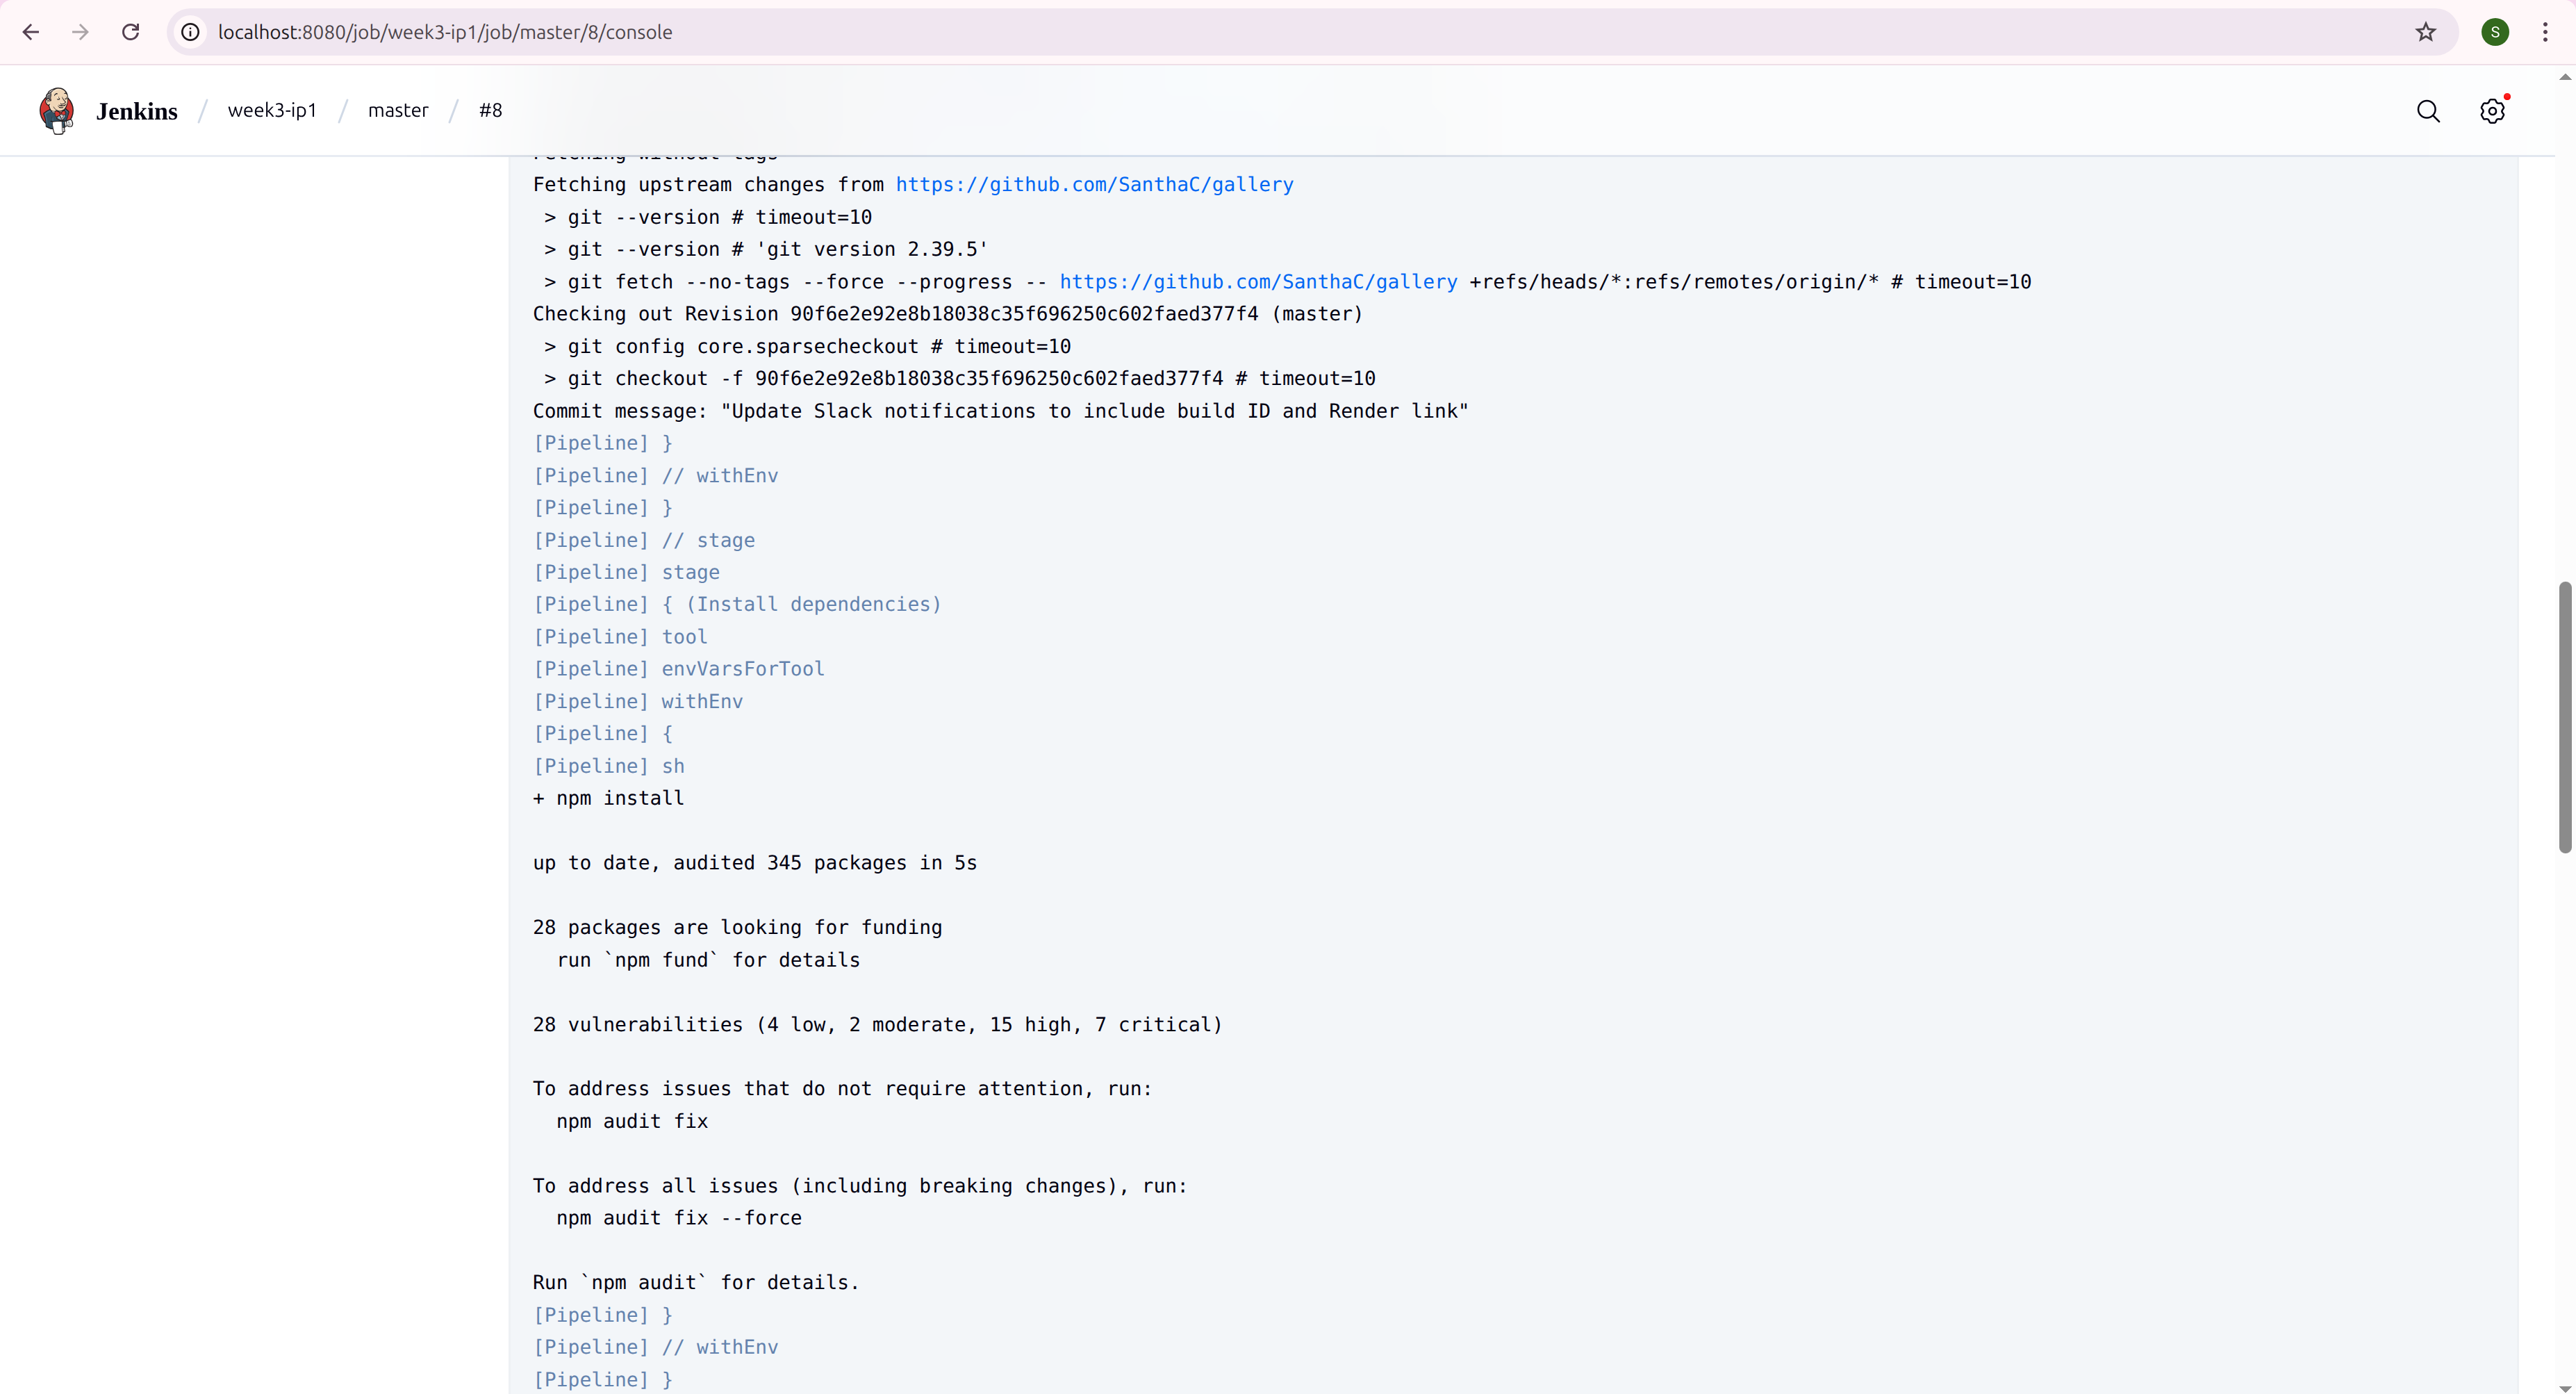 localhost:8080/job/week3-ip1/job/master/8/console
S
Jenkins / week3-ip1 / master / #8
Fetching without tags
Fetching upstream changes from https://github.com/SanthaC/gallery
 > git --version # timeout=10
 > git --version # 'git version 2.39.5'
 > git fetch --no-tags --force --progress -- https://github.com/SanthaC/gallery +refs/heads/*:refs/remotes/origin/* # timeout=10
Checking out Revision 90f6e2e92e8b18038c35f696250c602faed377f4 (master)
 > git config core.sparsecheckout # timeout=10
 > git checkout -f 90f6e2e92e8b18038c35f696250c602faed377f4 # timeout=10
Commit message: "Update Slack notifications to include build ID and Render link"
[Pipeline] }
[Pipeline] // withEnv
[Pipeline] }
[Pipeline] // stage
[Pipeline] stage
[Pipeline] { (Install dependencies)
[Pipeline] tool
[Pipeline] envVarsForTool
[Pipeline] withEnv
[Pipeline] {
[Pipeline] sh
+ npm install
up to date, audited 345 packages in 5s
28 packages are looking for funding
  run `npm fund` for details
28 vulnerabilities (4 low, 2 moderate, 15 high, 7 critical)
To address issues that do not require attention, run:
  npm audit fix
To address all issues (including breaking changes), run:
  npm audit fix --force
Run `npm audit` for details.
[Pipeline] }
[Pipeline] // withEnv
[Pipeline] }